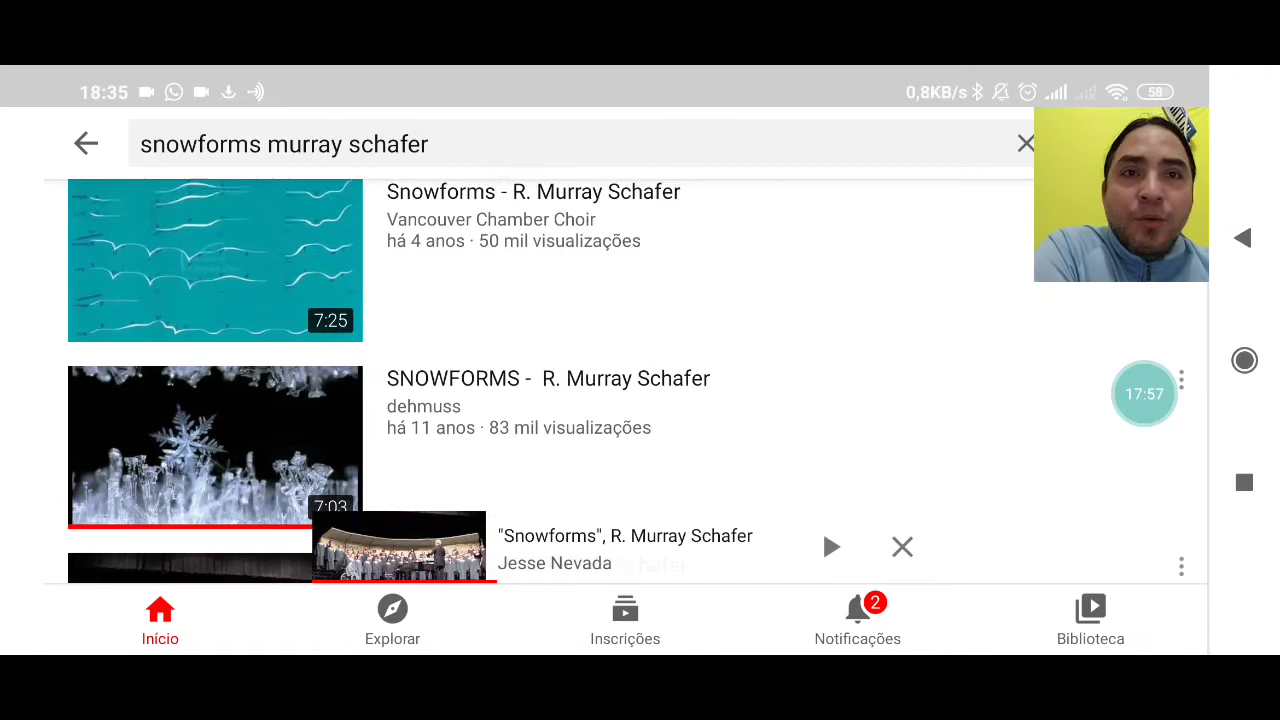 18:35
0,8KB/s
58
snowforms murray schafer
Snowforms - R. Murray Schafer
Vancouver Chamber Choir
há 4 anos · 50 mil visualizações
7:25
SNOWFORMS - R. Murray Schafer
dehmuss
há 11 anos · 83 mil visualizações
17:57
7:03
"Snowforms", R. Murray Schafer
Jesse Nevada
2
Início
Explorar
Inscrições
Notificações
Biblioteca